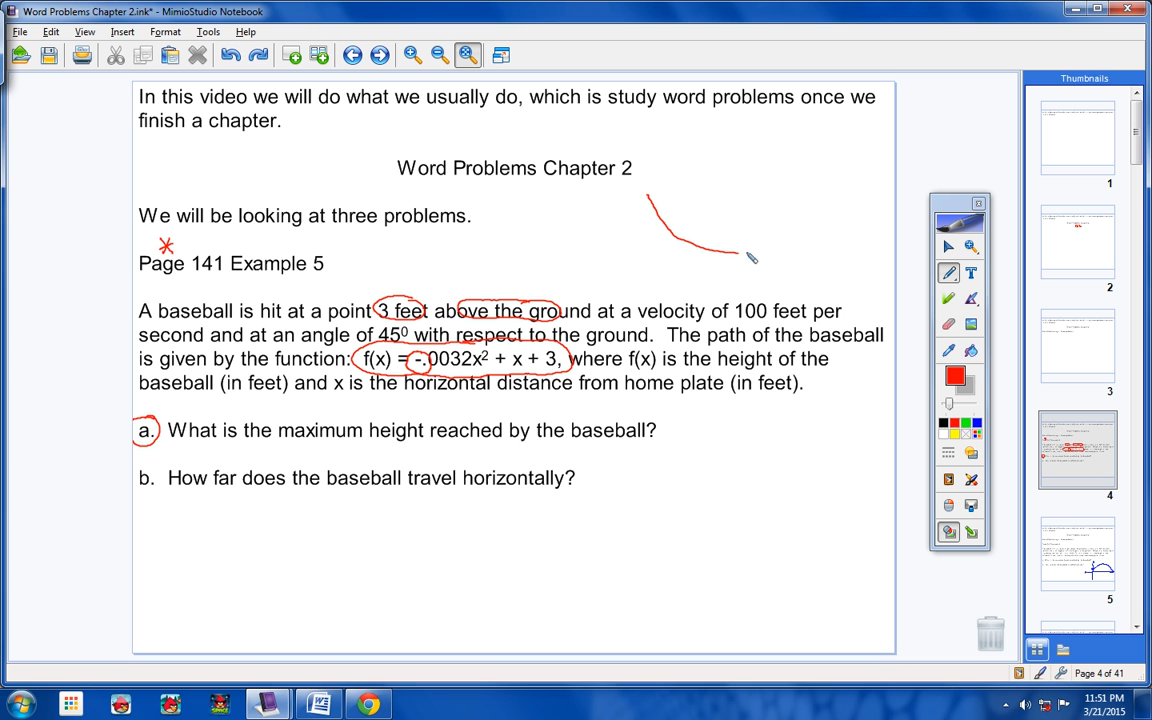 Word Problems Chapter 2.ink* - MimioStudio Notebook
File Edit View Insert Format Tools Help
In this video we will do what we usually do, which is study word problems once we
finish a chapter.
Word Problems Chapter 2
We will be looking at three problems.
*
Page 141 Example 5
A baseball is hit at a point 3 feet above the ground at a velocity of 100 feet per
second and at an angle of 45⁰ with respect to the ground. The path of the baseball
is given by the function: f(x) = -.0032x² + x + 3, where f(x) is the height of the
baseball (in feet) and x is the horizontal distance from home plate (in feet).
a. What is the maximum height reached by the baseball?
b. How far does the baseball travel horizontally?
Thumbnails
1
2
3
4
5
Page 4 of 41
11:51 PM
3/21/2015